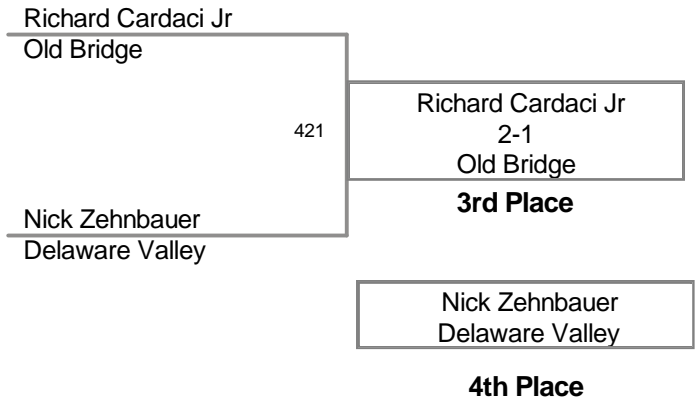 Richard Cardaci Jr
Old Bridge
421
Richard Cardaci Jr
2-1
Old Bridge
3rd Place
Nick Zehnbauer
Delaware Valley
Nick Zehnbauer
Delaware Valley
4th Place